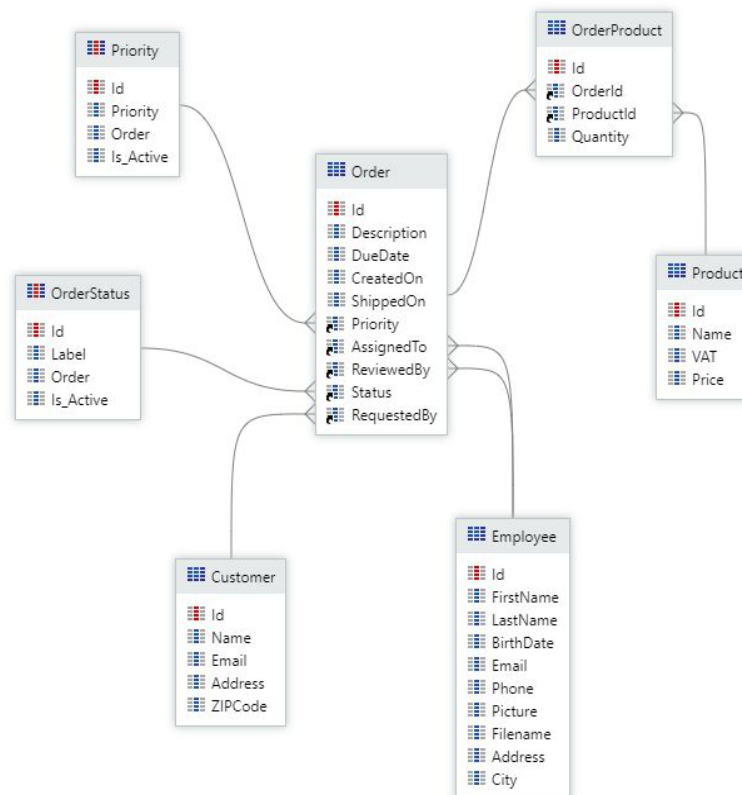 Priority
Id
Priority
Order
Is_Active
OrderProduct
Id
OrderId
ProductId
Quantity
Order
Id
Description
DueDate
CreatedOn
ShippedOn
Priority
AssignedTo
ReviewedBy
Status
RequestedBy
OrderStatus
Id
Label
Order
Is_Active
Product
Id
Name
VAT
Price
Customer
Id
Name
Email
Address
ZIPCode
Employee
Id
FirstName
LastName
BirthDate
Email
Phone
Picture
Filename
Address
City